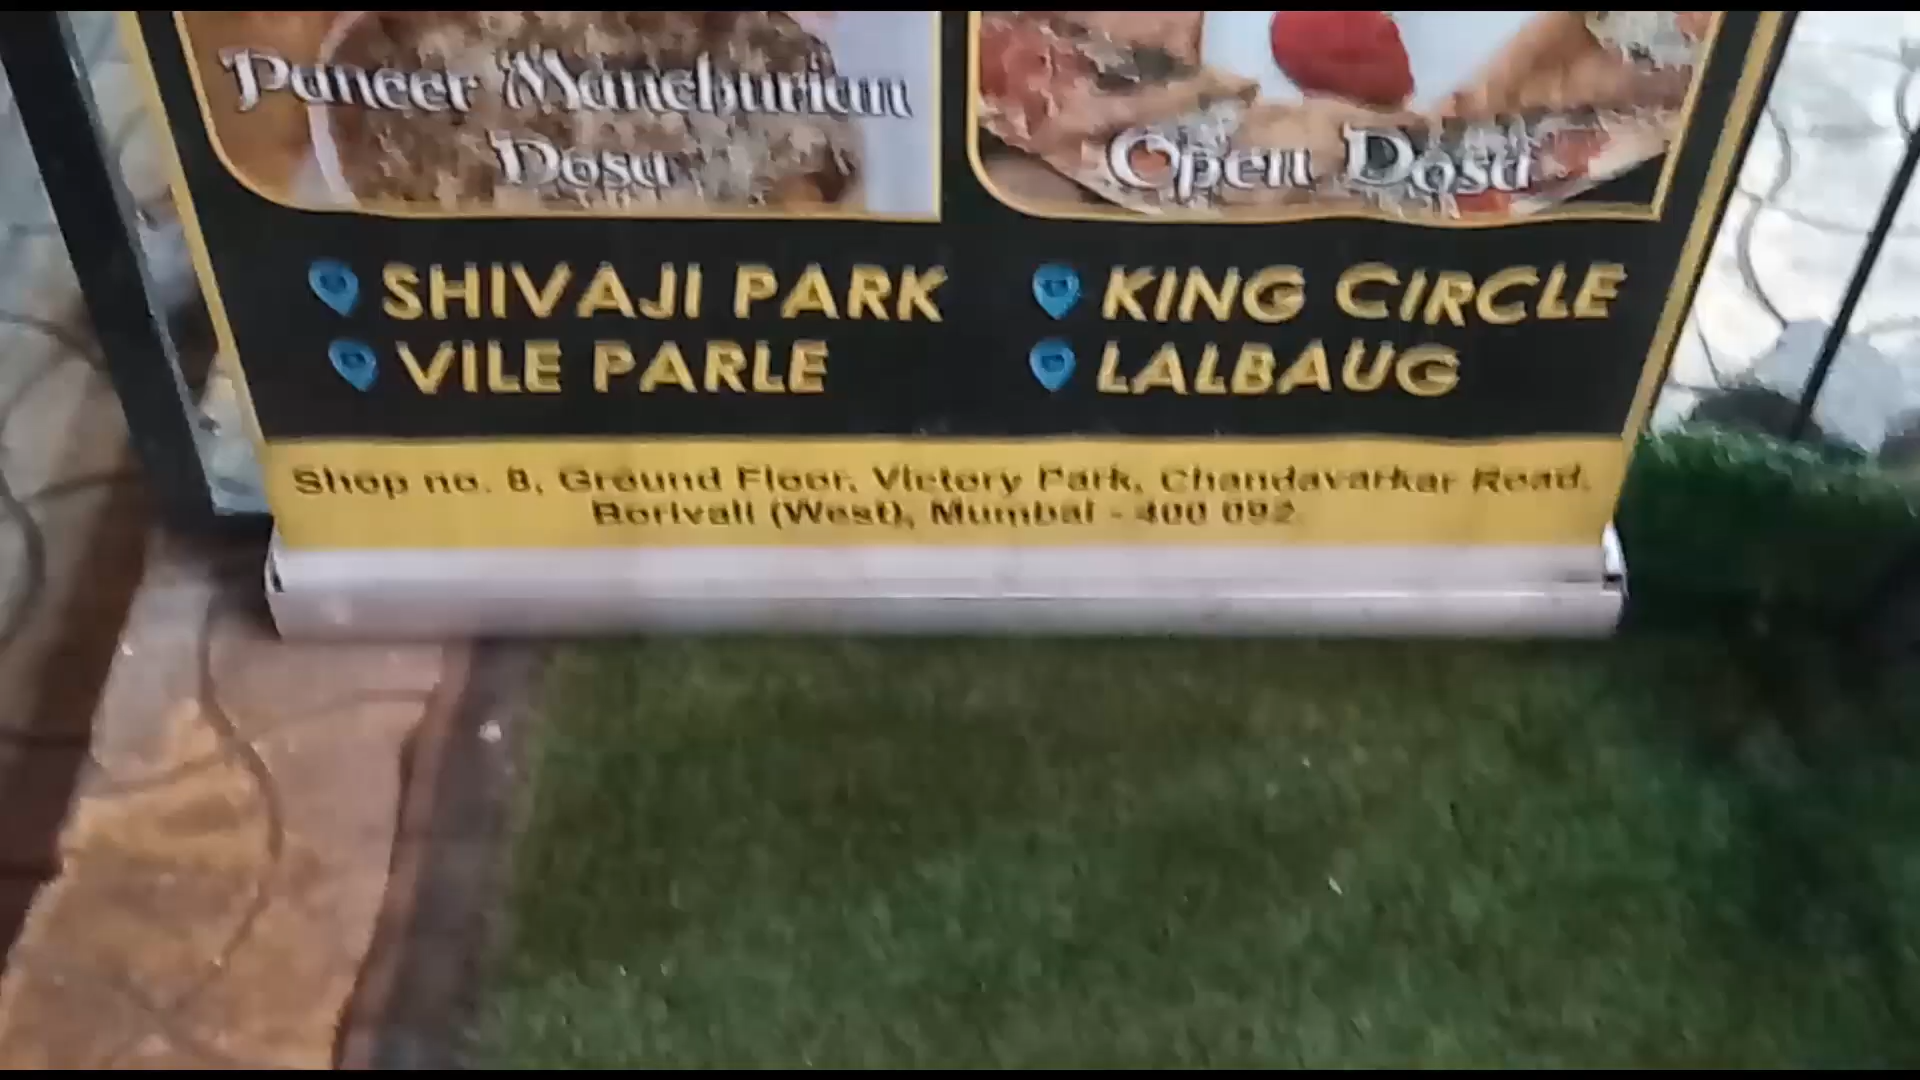 Paneer Manchurian
Dosa
Open Dosa
SHIVAJI PARK
KING CIRCLE
VILE PARLE
LALBAUG
Shop no. 8, Ground Floor, Victory Park, Chandavarkar Road,
Borivali (West), Mumbai - 400 092.